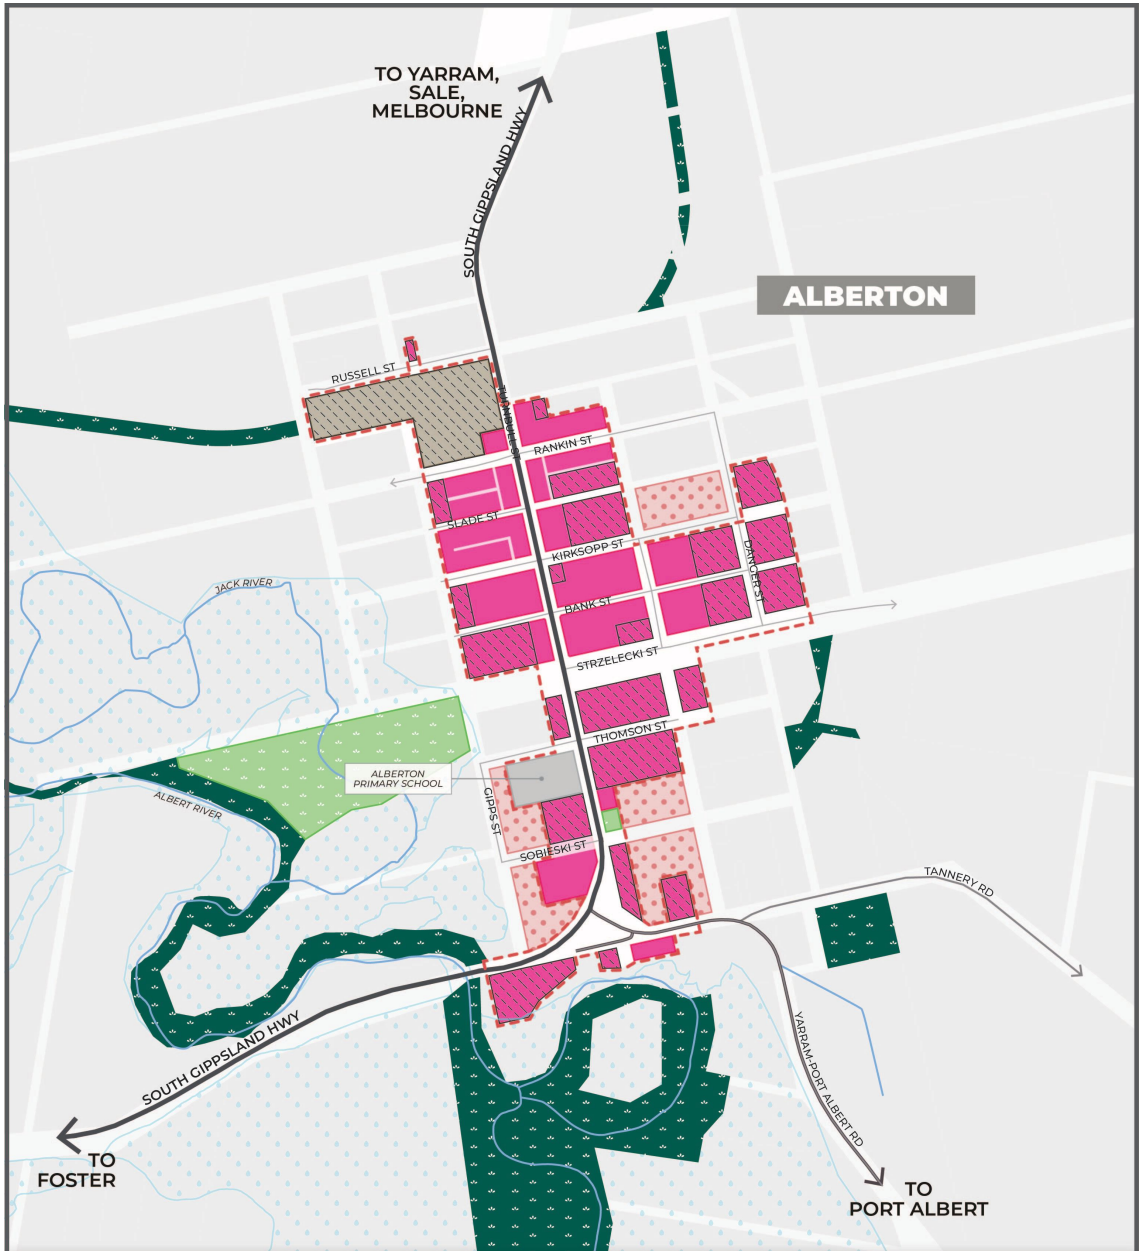 TO YARRAM,
SALE,
MELBOURNE
SOUTH GIPPSLAND HWY
ALBERTON
RUSSELL ST
TURNBULL ST
RANKIN ST
SLADE ST
KIRKSOPP ST
DANGER ST
JACK RIVER
BANK ST
STRZELECKI ST
THOMSON ST
ALBERTON
PRIMARY SCHOOL
GIPPS ST
ALBERT RIVER
SOBIESKI ST
TANNERY RD
SOUTH GIPPSLAND HWY
YARRAM-PORT ALBERT RD
TO
FOSTER
TO
PORT ALBERT